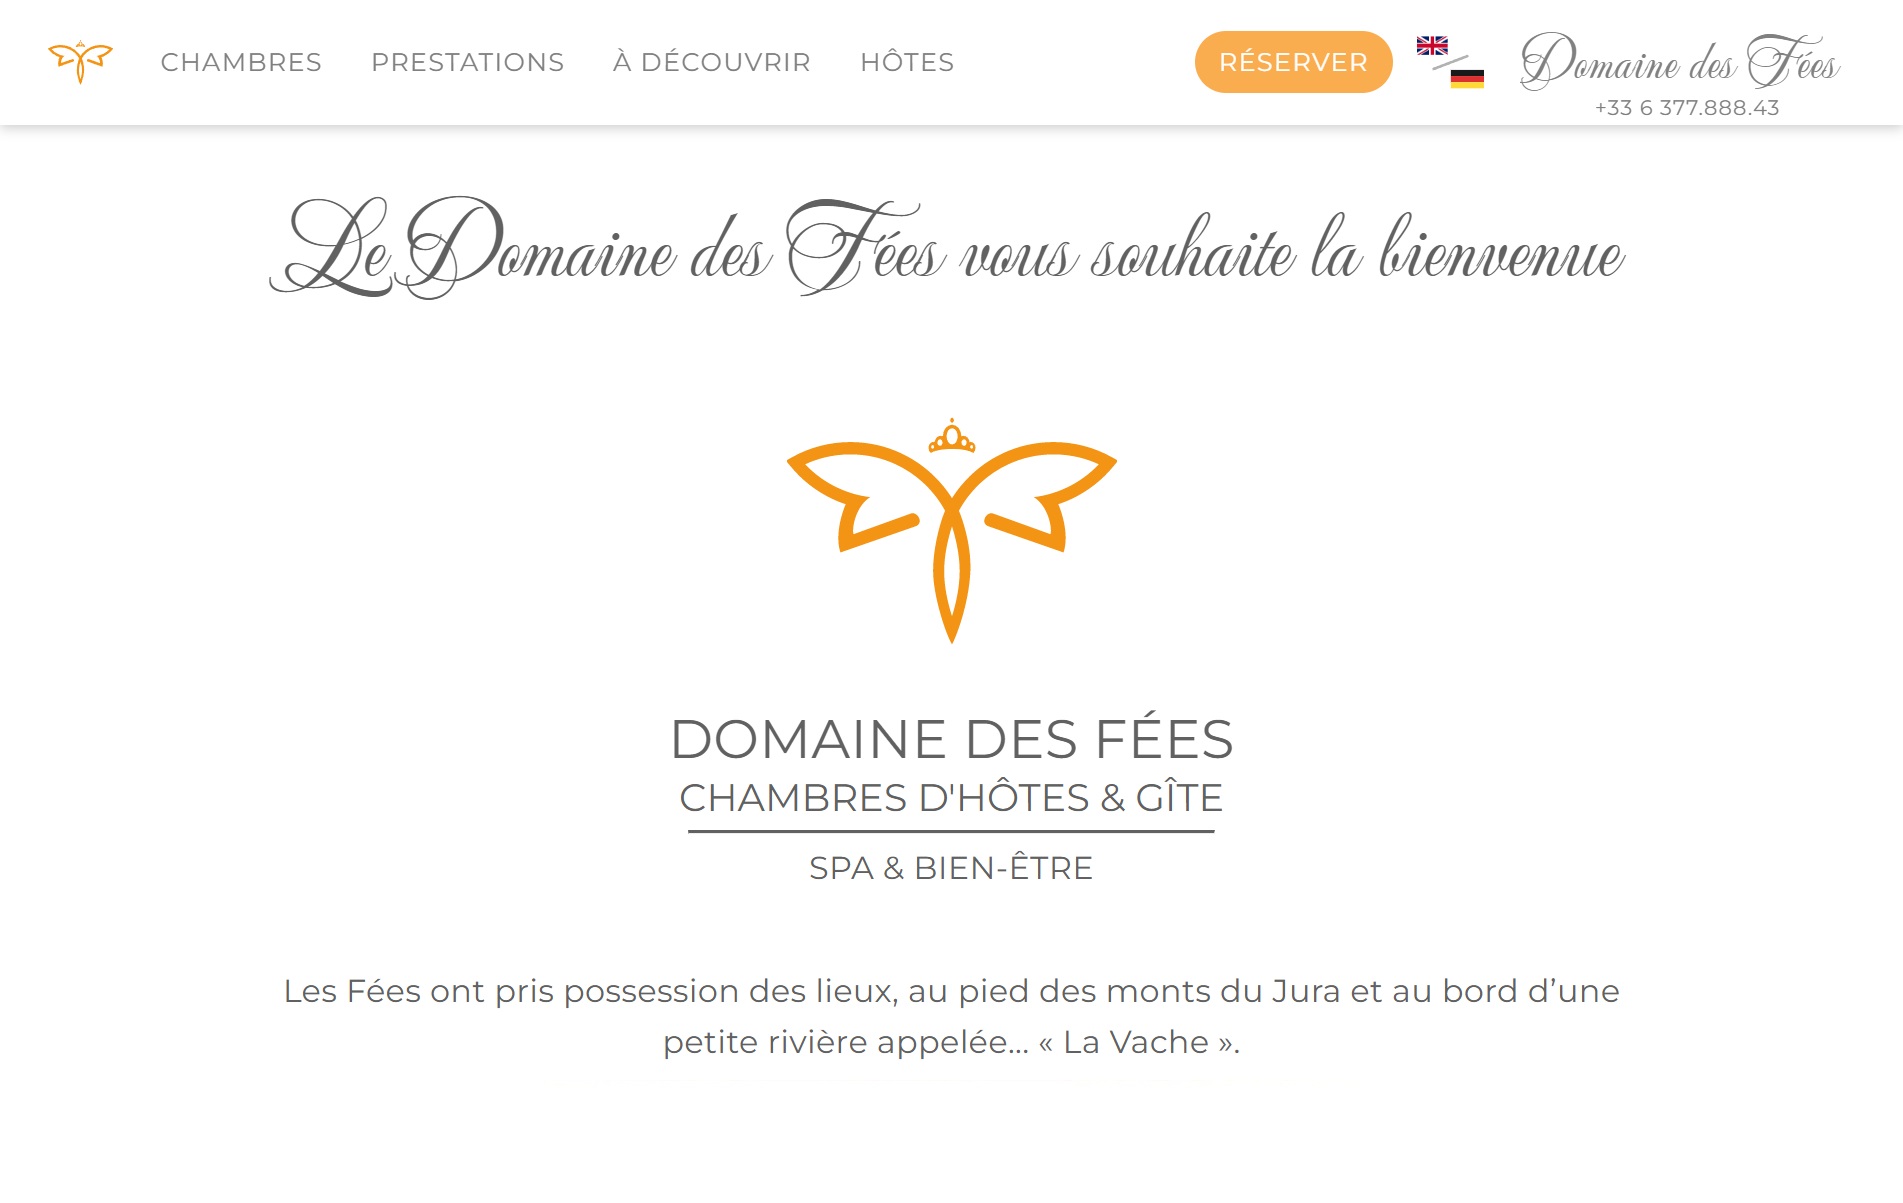 CHAMBRES PRESTATIONS À DÉCOUVRIR HÔTES RÉSERVER Domaine des Fées
+33 6 377.888.43
Le Domaine des Fées vous souhaite la bienvenue
DOMAINE DES FÉES
CHAMBRES D'HÔTES & GÎTE
SPA & BIEN-ÊTRE
Les Fées ont pris possession des lieux, au pied des monts du Jura et au bord d’une
petite rivière appelée... « La Vache ».